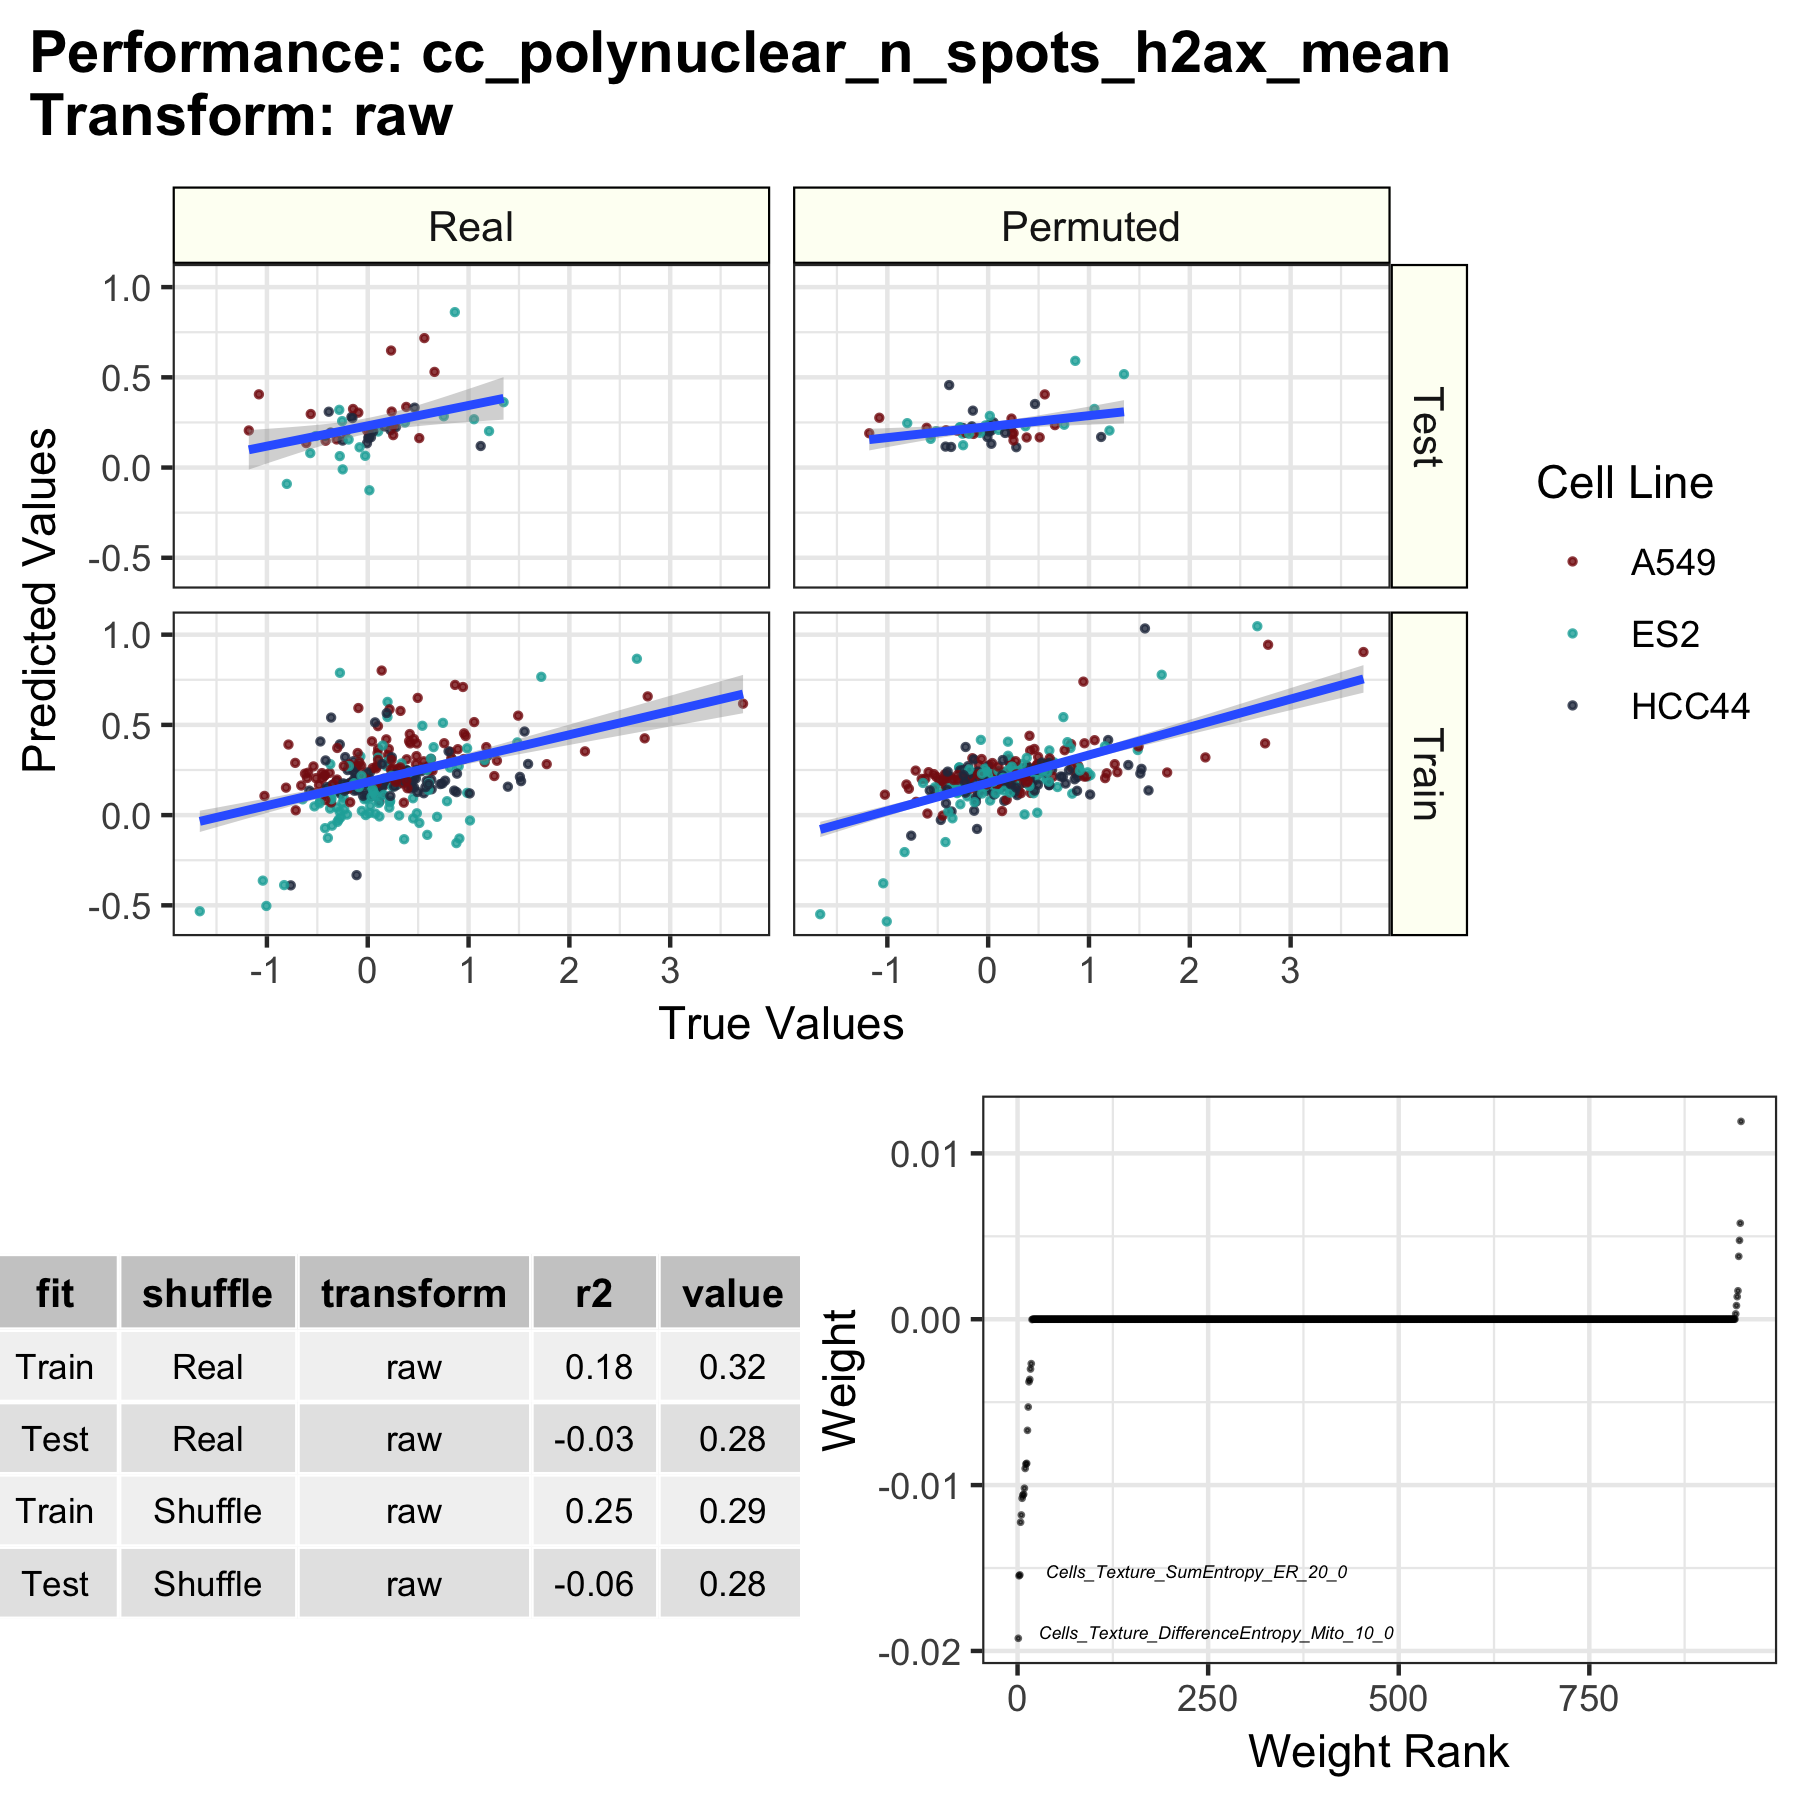 Performance: cc_polynuclear_n_spots_h2ax_mean
Transform: raw
Real
Permuted
1.0
0.5
0.0
-0.5
Test
1.0
0.5
0.0
-0.5
Train
Predicted Values
-1 0 1 2 3
-1 0 1 2 3
True Values
Cell Line
A549
ES2
HCC44
fit shuffle transform r2 value
Train Real raw 0.18 0.32
Test Real raw -0.03 0.28
Train Shuffle raw 0.25 0.29
Test Shuffle raw -0.06 0.28
Weight
0.01
0.00
-0.01
-0.02
Cells_Texture_SumEntropy_ER_20_0
Cells_Texture_DifferenceEntropy_Mito_10_0
0 250 500 750
Weight Rank